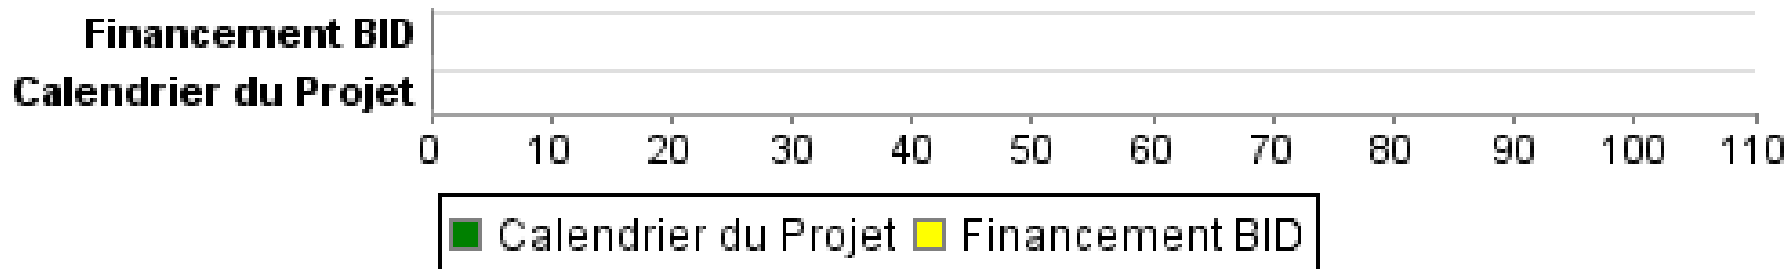 Financement BID
Calendrier du Projet
0 10 20 30 40 50 60 70 80 90 100 110
Calendrier du Projet Financement BID